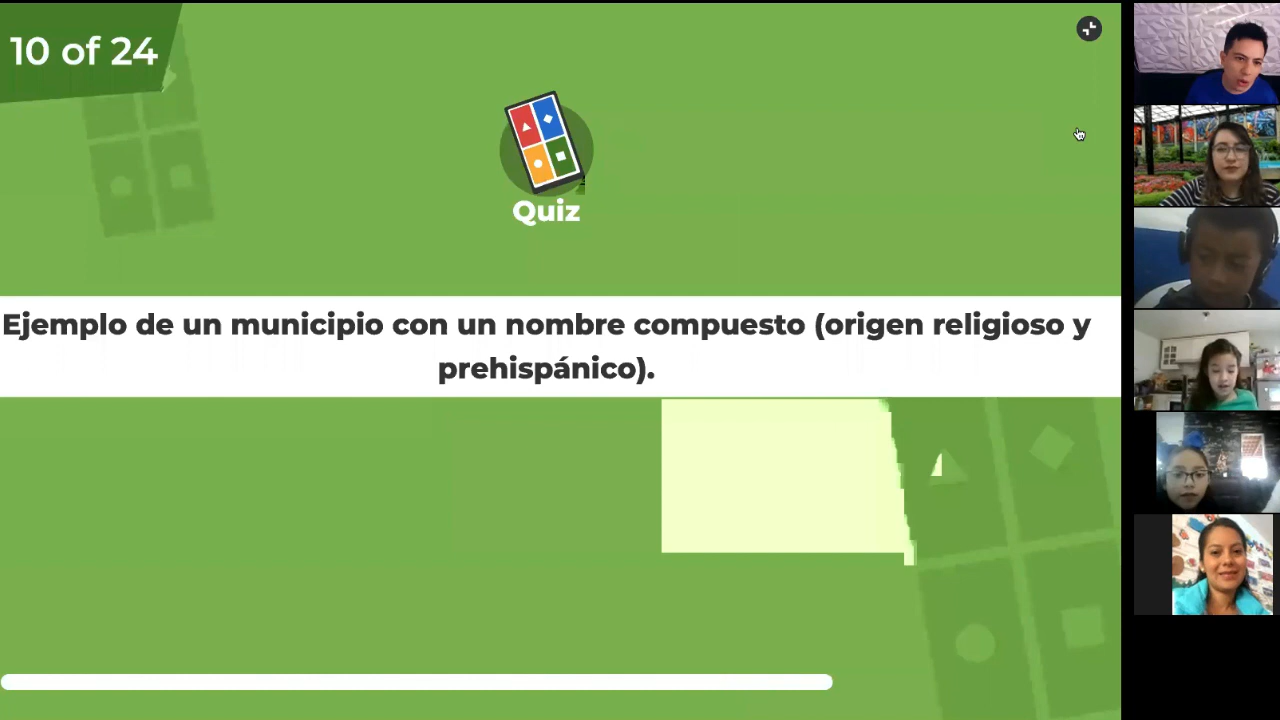 10 of 24
Quiz
Ejemplo de un municipio con un nombre compuesto (origen religioso y
prehispánico).